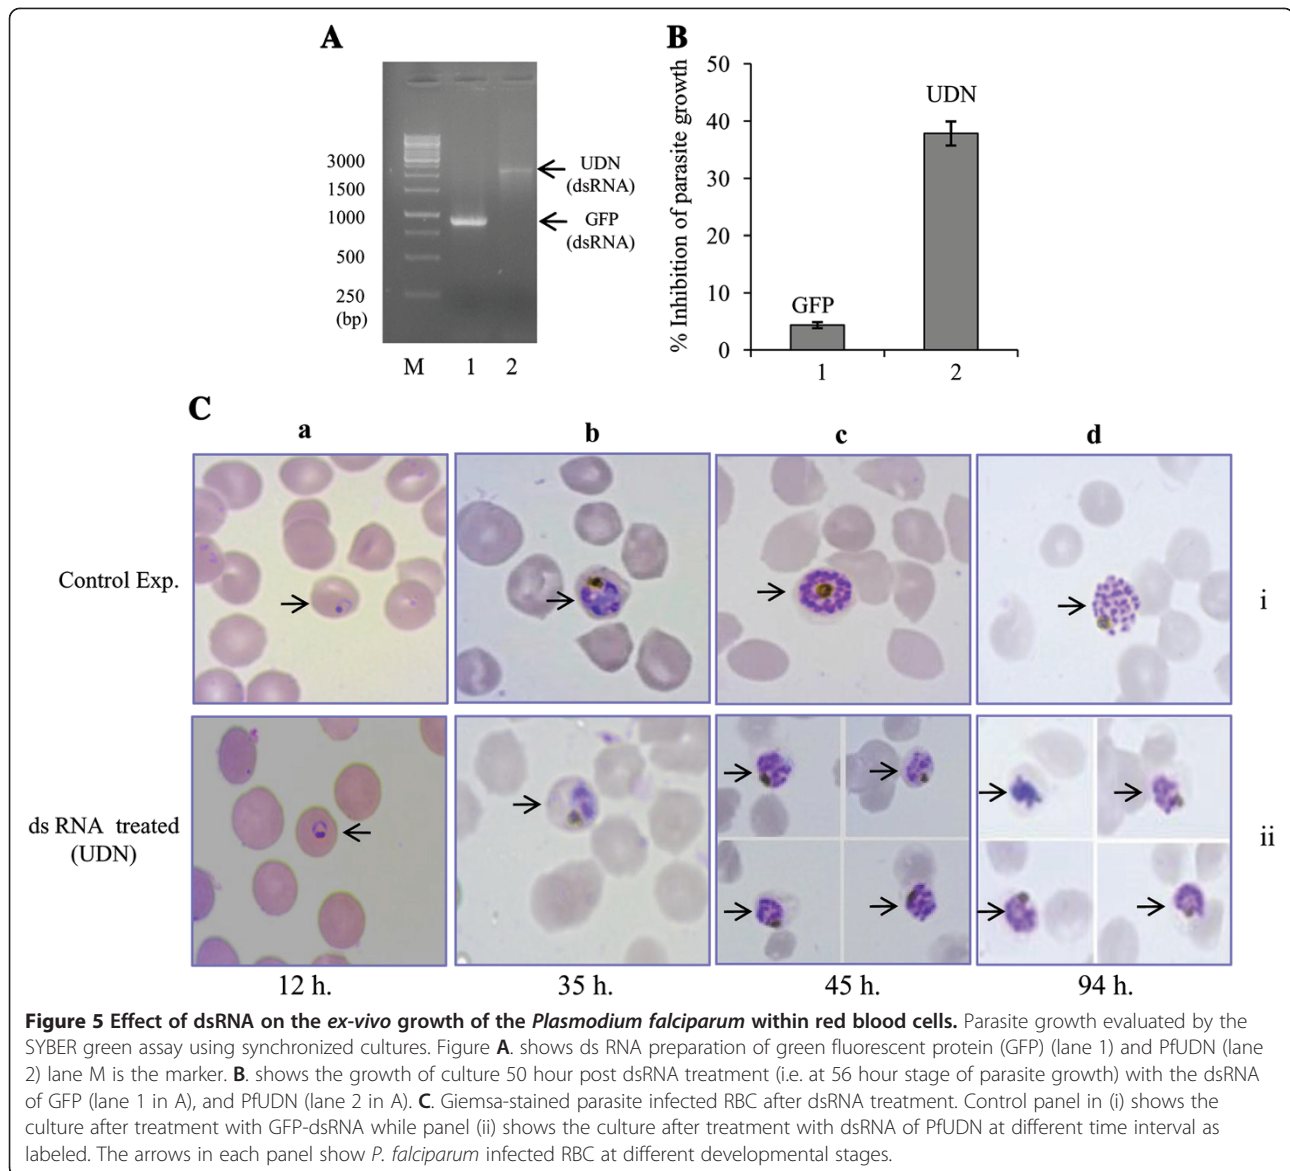 A
3000
1500
1000
500
250
(bp)
UDN
(dsRNA)
GFP
(dsRNA)
M 1 2
B
% Inhibition of parasite growth
50
40
30
20
10
0
GFP
UDN
1 2
C
a b c d
Control Exp.
i
ds RNA treated
(UDN)
ii
12 h. 35 h. 45 h. 94 h.
Figure 5 Effect of dsRNA on the ex-vivo growth of the Plasmodium falciparum within red blood cells. Parasite growth evaluated by the
SYBER green assay using synchronized cultures. Figure A. shows ds RNA preparation of green fluorescent protein (GFP) (lane 1) and PfUDN (lane
2) lane M is the marker. B. shows the growth of culture 50 hour post dsRNA treatment (i.e. at 56 hour stage of parasite growth) with the dsRNA
of GFP (lane 1 in A), and PfUDN (lane 2 in A). C. Giemsa-stained parasite infected RBC after dsRNA treatment. Control panel in (i) shows the
culture after treatment with GFP-dsRNA while panel (ii) shows the culture after treatment with dsRNA of PfUDN at different time interval as
labeled. The arrows in each panel show P. falciparum infected RBC at different developmental stages.